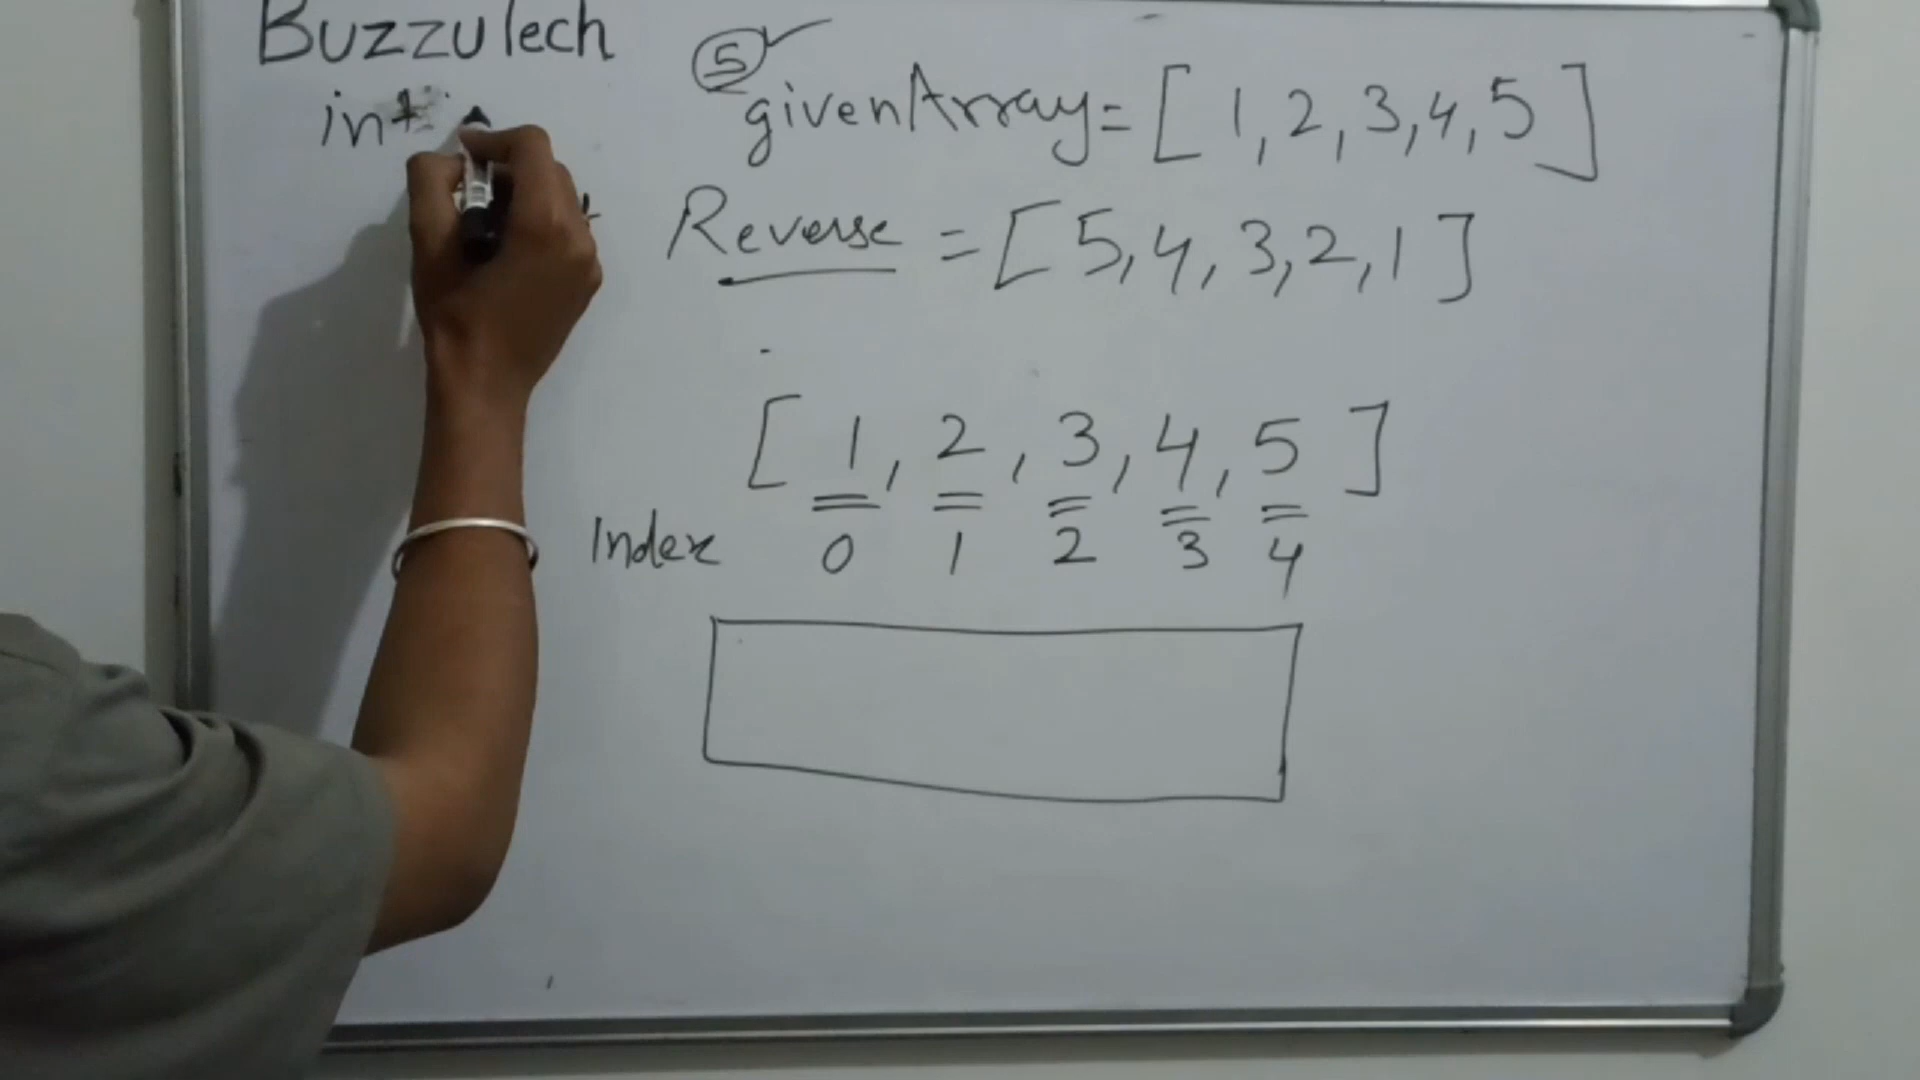 BuzzuTech
int
5
givenArray = [ 1, 2, 3, 4, 5 ]
Reverse = [ 5, 4, 3, 2, 1 ]
[ 1, 2, 3, 4, 5 ]
Index 0 1 2 3 4